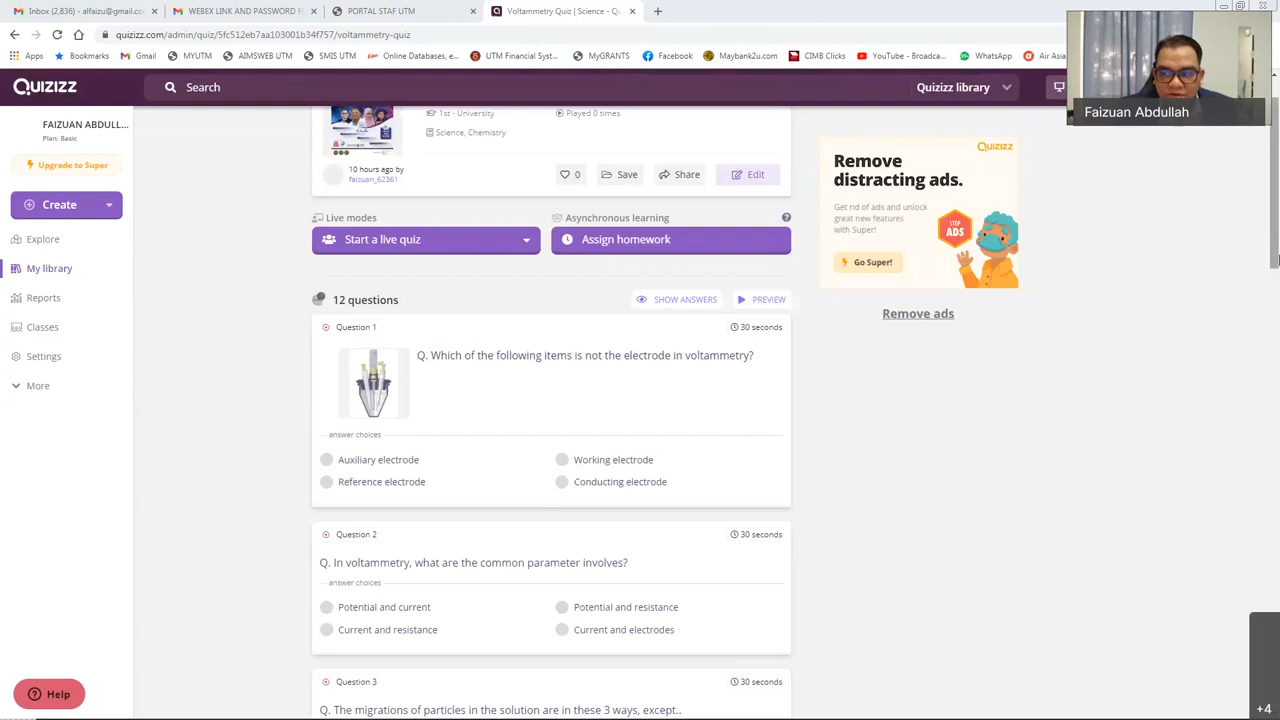 Inbox (2,836) - alfaizu@gmail.co
WEBEX LINK AND PASSWORD F
PORTAL STAF UTM
Voltammetry Quiz | Science - Qu
quizizz.com/admin/quiz/5fc512eb7aa103001b34f757/voltammetry-quiz
Apps
Bookmarks
Gmail
MYUTM
AIMSWEB UTM
SMIS UTM
Online Databases, e...
UTM Financial System...
MyGRANTS
Facebook
Maybank2u.com
CIMB Clicks
YouTube - Broadca...
WhatsApp
Air Asia
Quizizz
Search
Quizizz library
Faizuan Abdullah
FAIZUAN ABDULL...
Plan: Basic
Upgrade to Super
Create
Explore
My library
Reports
Classes
Settings
More
Help
1st - University
Played 0 times
Science, Chemistry
10 hours ago by
faizuan_62361
0
Save
Share
Edit
Live modes
Asynchronous learning
Start a live quiz
Assign homework
12 questions
SHOW ANSWERS
PREVIEW
Question 1
30 seconds
Q. Which of the following items is not the electrode in voltammetry?
answer choices
Auxiliary electrode
Working electrode
Reference electrode
Conducting electrode
Question 2
30 seconds
Q. In voltammetry, what are the common parameter involves?
answer choices
Potential and current
Potential and resistance
Current and resistance
Current and electrodes
Question 3
30 seconds
Q. The migrations of particles in the solution are in these 3 ways, except..
Quizizz
Remove
distracting ads.
Get rid of ads and unlock
great new features
with Super!
STOP
ADS
Go Super!
Remove ads
+4